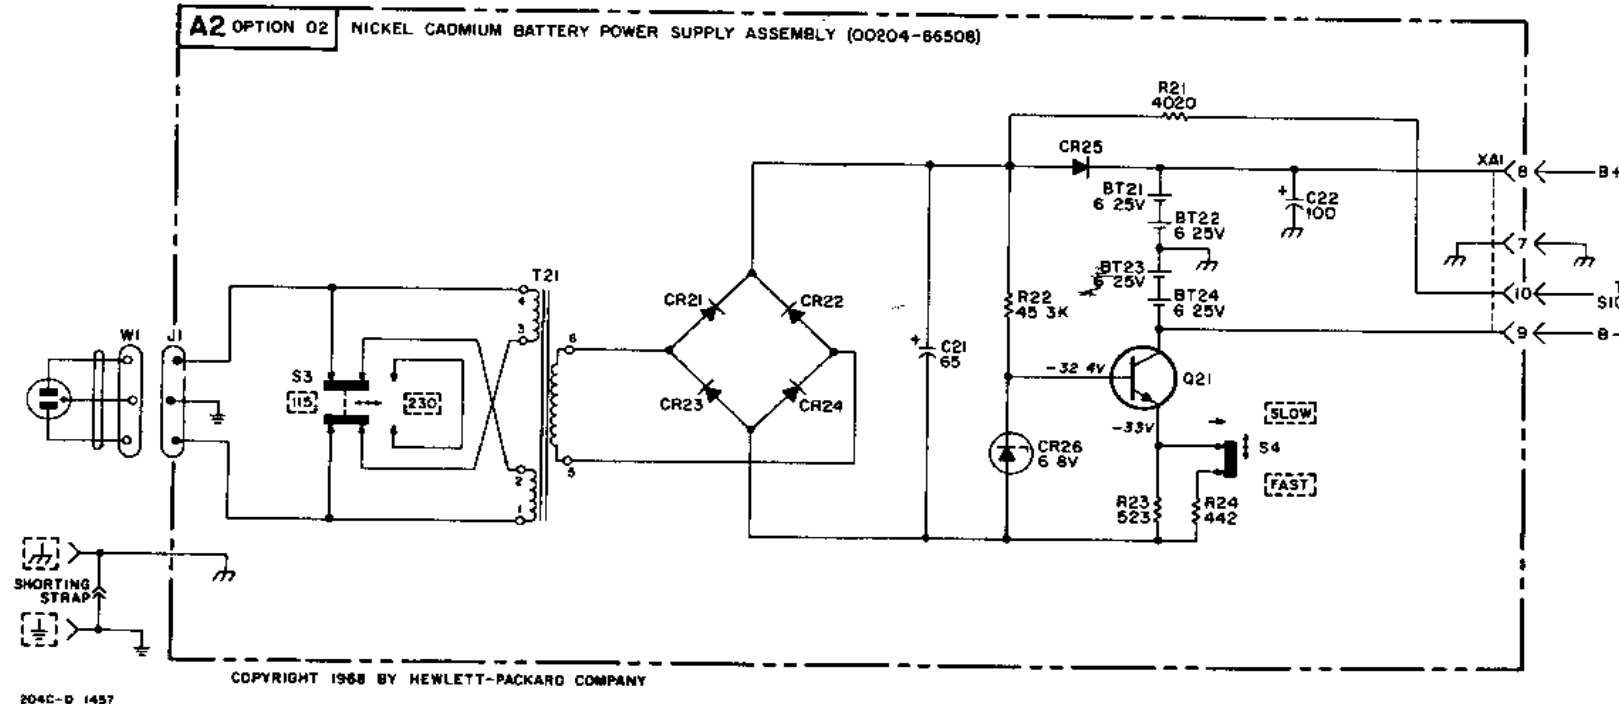 A2 OPTION 02
NICKEL CADMIUM BATTERY POWER SUPPLY ASSEMBLY (00204-66508)
R21
4020
CR25
XA1
8
B+
BT21
6 25V
BT22
6 25V
+
C22
100
7
BT23
6 25V
BT24
6 25V
10
9
B-
T21
4
3
2
1
6
5
CR21
CR22
CR23
CR24
R22
45 3K
+
C21
65
W1
J1
S3
115
230
-32 4V
Q21
-33V
SLOW
S4
FAST
CR26
6 8V
R23
523
R24
442
SHORTING
STRAP
COPYRIGHT 1968 BY HEWLETT-PACKARD COMPANY
204C-D 1457